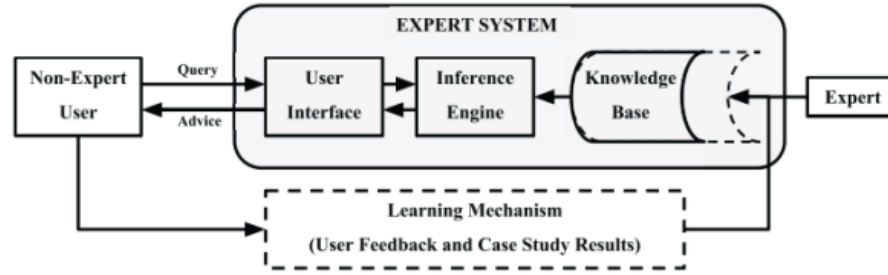 EXPERT SYSTEM
Non-Expert
User
Query
Advice
User
Interface
Inference
Engine
Knowledge
Base
Expert
Learning Mechanism
(User Feedback and Case Study Results)